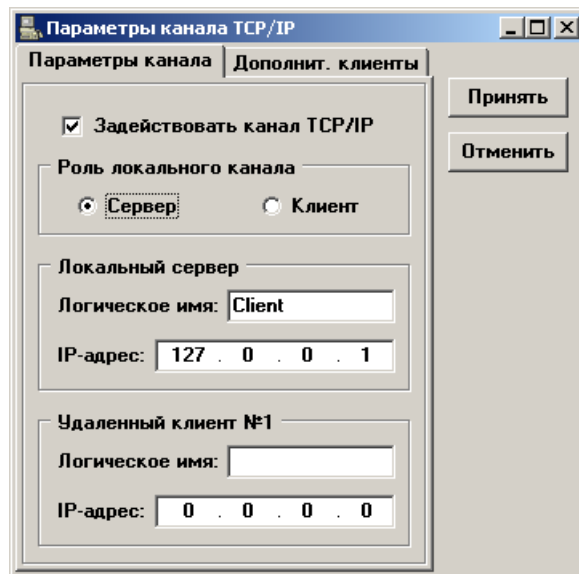 Параметры канала TCP/IP
Параметры канала Дополнит. клиенты
Принять
Отменить
Задействовать канал TCP/IP
Роль локального канала
Сервер Клиент
Локальный сервер
Логическое имя: Client
IP-адрес: 127 . 0 . 0 . 1
Удаленный клиент №1
Логическое имя:
IP-адрес: 0 . 0 . 0 . 0